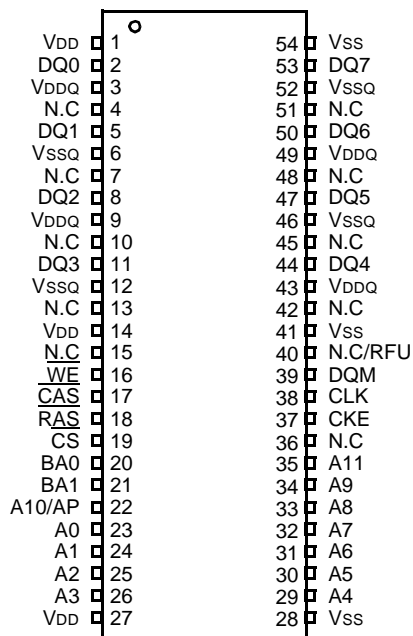 VDD 1 54 VSS
DQ0 2 53 DQ7
VDDQ 3 52 VSSQ
N.C 4 51 N.C
DQ1 5 50 DQ6
VSSQ 6 49 VDDQ
N.C 7 48 N.C
DQ2 8 47 DQ5
VDDQ 9 46 VSSQ
N.C 10 45 N.C
DQ3 11 44 DQ4
VSSQ 12 43 VDDQ
N.C 13 42 N.C
VDD 14 41 VSS
N.C 15 40 N.C/RFU
WE 16 39 DQM
CAS 17 38 CLK
RAS 18 37 CKE
CS 19 36 N.C
BA0 20 35 A11
BA1 21 34 A9
A10/AP 22 33 A8
A0 23 32 A7
A1 24 31 A6
A2 25 30 A5
A3 26 29 A4
VDD 27 28 VSS